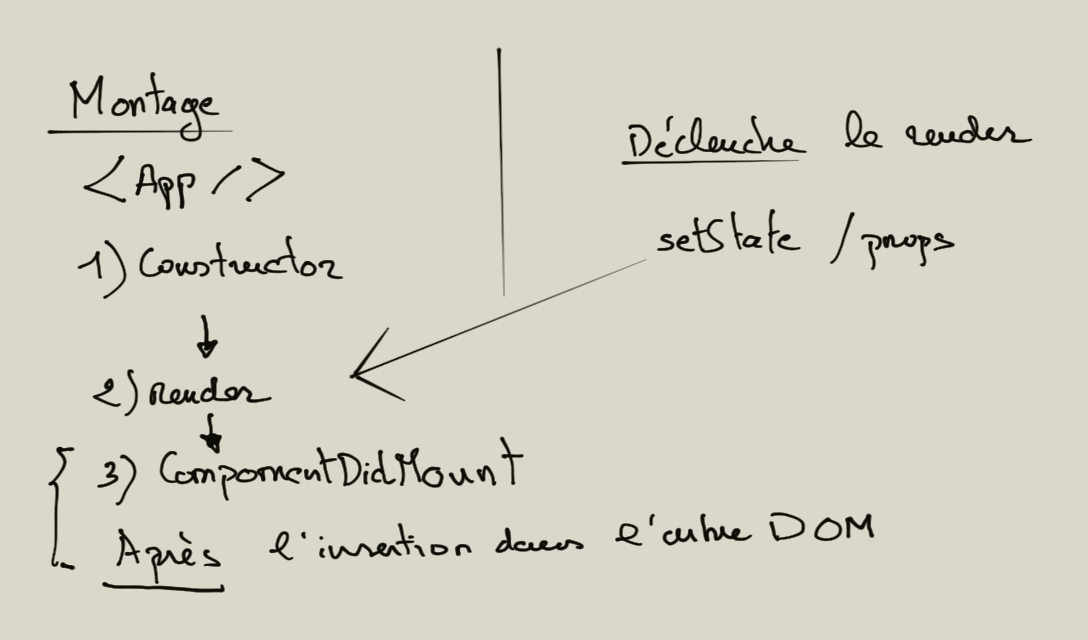 Montage
<App />
1) Constructor
2) render
3) ComponentDidMount
Après l'insertion dans l'arbre DOM
Déclenche le render
setState / props